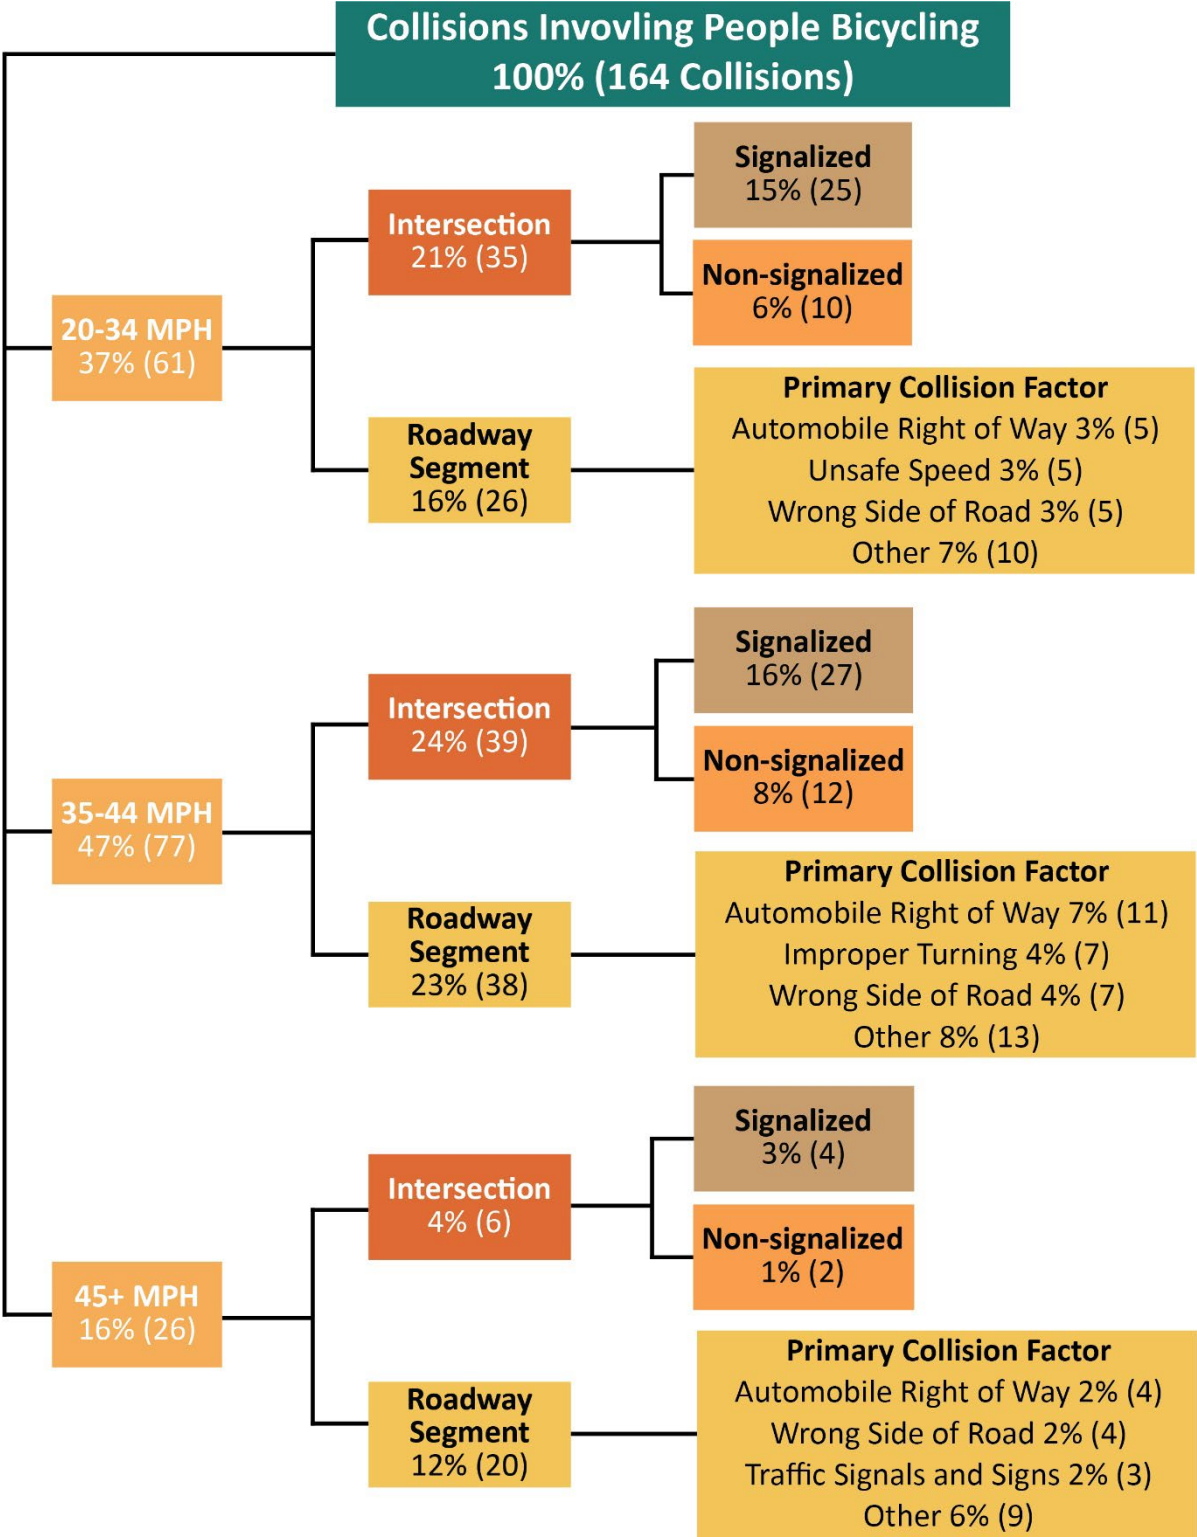 Collisions Invovling People Bicycling
100% (164 Collisions)
20-34 MPH
37% (61)
Intersection
21% (35)
Signalized
15% (25)
Non-signalized
6% (10)
Roadway
Segment
16% (26)
Primary Collision Factor
Automobile Right of Way 3% (5)
Unsafe Speed 3% (5)
Wrong Side of Road 3% (5)
Other 7% (10)
35-44 MPH
47% (77)
Intersection
24% (39)
Signalized
16% (27)
Non-signalized
8% (12)
Roadway
Segment
23% (38)
Primary Collision Factor
Automobile Right of Way 7% (11)
Improper Turning 4% (7)
Wrong Side of Road 4% (7)
Other 8% (13)
45+ MPH
16% (26)
Intersection
4% (6)
Signalized
3% (4)
Non-signalized
1% (2)
Roadway
Segment
12% (20)
Primary Collision Factor
Automobile Right of Way 2% (4)
Wrong Side of Road 2% (4)
Traffic Signals and Signs 2% (3)
Other 6% (9)